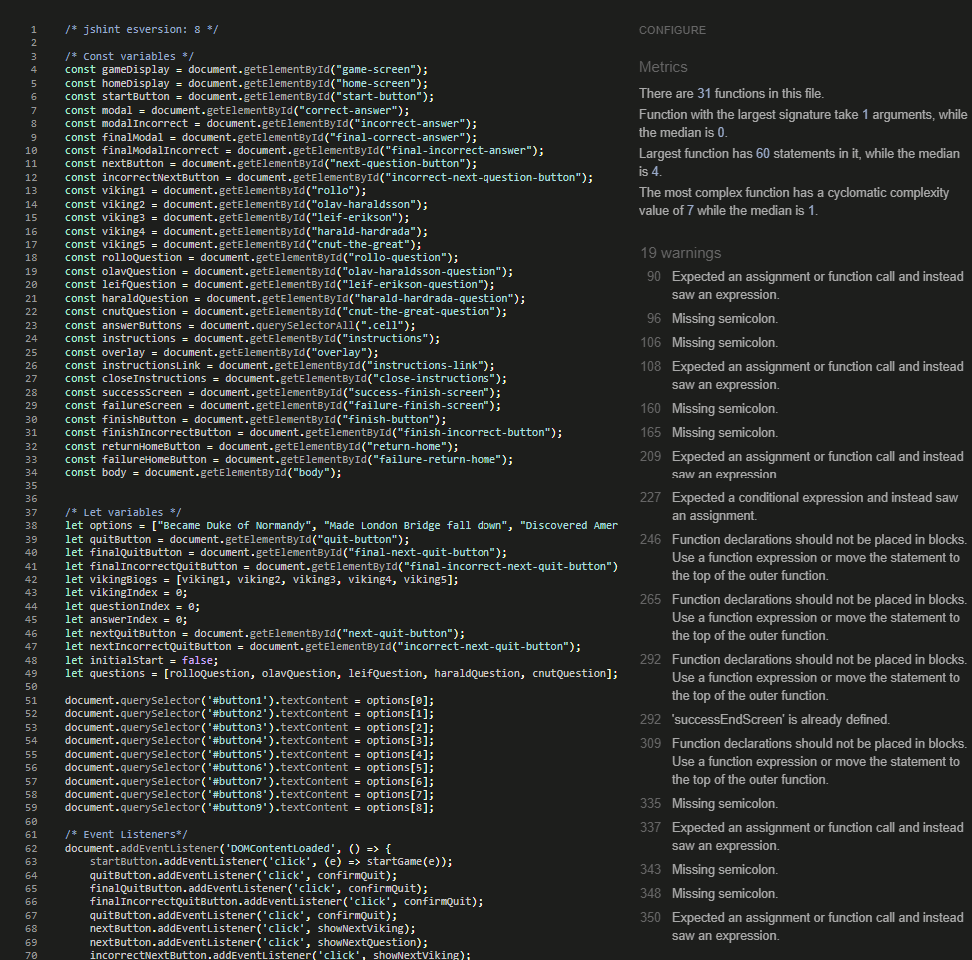 1 /* jshint esversion: 8 */
2
3 /* Const variables */
4 const gameDisplay = document.getElementById("game-screen");
5 const homeDisplay = document.getElementById("home-screen");
6 const startButton = document.getElementById("start-button");
7 const modal = document.getElementById("correct-answer");
8 const modalIncorrect = document.getElementById("incorrect-answer");
9 const finalModal = document.getElementById("final-correct-answer");
10 const finalModalIncorrect = document.getElementById("final-incorrect-answer");
11 const nextButton = document.getElementById("next-question-button");
12 const incorrectNextButton = document.getElementById("incorrect-next-question-button");
13 const viking1 = document.getElementById("rollo");
14 const viking2 = document.getElementById("olav-haraldsson");
15 const viking3 = document.getElementById("leif-erikson");
16 const viking4 = document.getElementById("harald-hardrada");
17 const viking5 = document.getElementById("cnut-the-great");
18 const rolloQuestion = document.getElementById("rollo-question");
19 const olavQuestion = document.getElementById("olav-haraldsson-question");
20 const leifQuestion = document.getElementById("leif-erikson-question");
21 const haraldQuestion = document.getElementById("harald-hardrada-question");
22 const cnutQuestion = document.getElementById("cnut-the-great-question");
23 const answerButtons = document.querySelectorAll(".cell");
24 const instructions = document.getElementById("instructions");
25 const overlay = document.getElementById("overlay");
26 const instructionsLink = document.getElementById("instructions-link");
27 const closeInstructions = document.getElementById("close-instructions");
28 const successScreen = document.getElementById("success-finish-screen");
29 const failureScreen = document.getElementById("failure-finish-screen");
30 const finishButton = document.getElementById("finish-button");
31 const finishIncorrectButton = document.getElementById("finish-incorrect-button");
32 const returnHomeButton = document.getElementById("return-home");
33 const failureHomeButton = document.getElementById("failure-return-home");
34 const body = document.getElementById("body");
35
36
37 /* Let variables */
38 let options = ["Became Duke of Normandy", "Made London Bridge fall down", "Discovered Amer
39 let quitButton = document.getElementById("quit-button");
40 let finalQuitButton = document.getElementById("final-next-quit-button");
41 let finalIncorrectQuitButton = document.getElementById("final-incorrect-next-quit-button")
42 let vikingBiogs = [viking1, viking2, viking3, viking4, viking5];
43 let vikingIndex = 0;
44 let questionIndex = 0;
45 let answerIndex = 0;
46 let nextQuitButton = document.getElementById("next-quit-button");
47 let nextIncorrectQuitButton = document.getElementById("incorrect-next-quit-button");
48 let initialStart = false;
49 let questions = [rolloQuestion, olavQuestion, leifQuestion, haraldQuestion, cnutQuestion];
50
51 document.querySelector('#button1').textContent = options[0];
52 document.querySelector('#button2').textContent = options[1];
53 document.querySelector('#button3').textContent = options[2];
54 document.querySelector('#button4').textContent = options[3];
55 document.querySelector('#button5').textContent = options[4];
56 document.querySelector('#button6').textContent = options[5];
57 document.querySelector('#button7').textContent = options[6];
58 document.querySelector('#button8').textContent = options[7];
59 document.querySelector('#button9').textContent = options[8];
60
61 /* Event Listeners*/
62 document.addEventListener('DOMContentLoaded', () => {
63 startButton.addEventListener('click', (e) => startGame(e));
64 quitButton.addEventListener('click', confirmQuit);
65 finalQuitButton.addEventListener('click', confirmQuit);
66 finalIncorrectQuitButton.addEventListener('click', confirmQuit);
67 quitButton.addEventListener('click', confirmQuit);
68 nextButton.addEventListener('click', showNextViking);
69 nextButton.addEventListener('click', showNextQuestion);
70 incorrectNextButton.addEventListener('click', showNextViking);
CONFIGURE
Metrics
There are 31 functions in this file.
Function with the largest signature take 1 arguments, while
the median is 0.
Largest function has 60 statements in it, while the median
is 4.
The most complex function has a cyclomatic complexity
value of 7 while the median is 1.
19 warnings
90 Expected an assignment or function call and instead
saw an expression.
96 Missing semicolon.
106 Missing semicolon.
108 Expected an assignment or function call and instead
saw an expression.
160 Missing semicolon.
165 Missing semicolon.
209 Expected an assignment or function call and instead
saw an expression
227 Expected a conditional expression and instead saw
an assignment.
246 Function declarations should not be placed in blocks.
Use a function expression or move the statement to
the top of the outer function.
265 Function declarations should not be placed in blocks.
Use a function expression or move the statement to
the top of the outer function.
292 Function declarations should not be placed in blocks.
Use a function expression or move the statement to
the top of the outer function.
292 'successEndScreen' is already defined.
309 Function declarations should not be placed in blocks.
Use a function expression or move the statement to
the top of the outer function.
335 Missing semicolon.
337 Expected an assignment or function call and instead
saw an expression.
343 Missing semicolon.
348 Missing semicolon.
350 Expected an assignment or function call and instead
saw an expression.